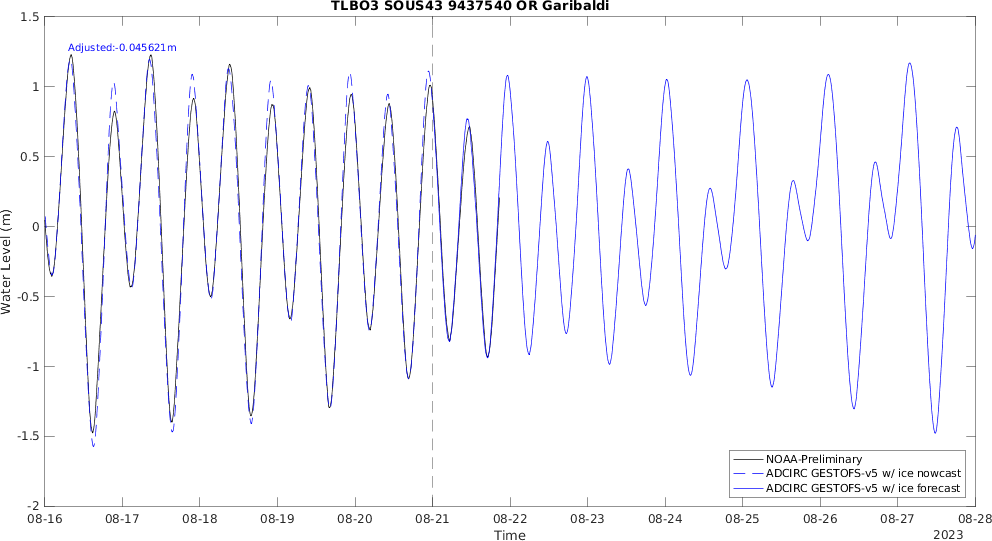 TLBO3 SOUS43 9437540 OR Garibaldi
Adjusted:-0.045621m
1.5
1
0.5
0
-0.5
-1
-1.5
-2
Water Level (m)
NOAA-Preliminary
ADCIRC GESTOFS-v5 w/ ice nowcast
ADCIRC GESTOFS-v5 w/ ice forecast
08-16 08-17 08-18 08-19 08-20 08-21 08-22 08-23 08-24 08-25 08-26 08-27 08-28
Time
2023